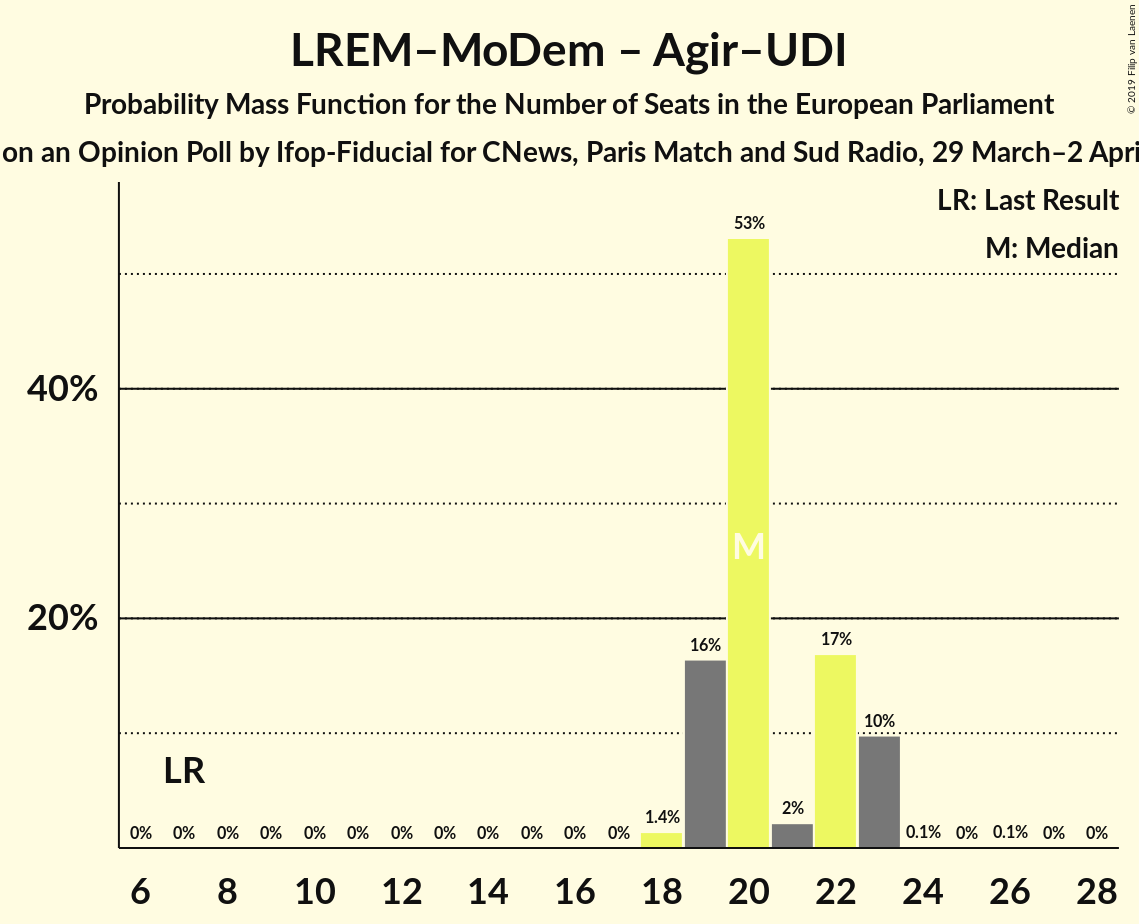 LREM–MoDem – Agir–UDI
Probability Mass Function for the Number of Seats in the European Parliament
on an Opinion Poll by Ifop-Fiducial for CNews, Paris Match and Sud Radio, 29 March–2 Apri
© 2019 Filip van Laenen
LR: Last Result
M: Median
53%
40%
M
20%
16%
17%
10%
LR
2%
1.4%
0% 0% 0% 0% 0% 0% 0% 0% 0% 0% 0% 0% 0.1% 0% 0.1% 0% 0%
6 8 10 12 14 16 18 20 22 24 26 28